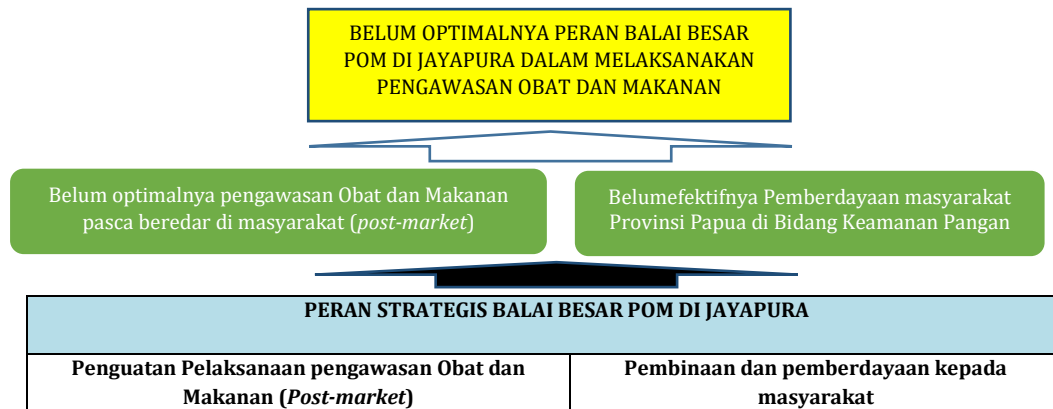 BELUM OPTIMALNYA PERAN BALAI BESAR
POM DI JAYAPURA DALAM MELAKSANAKAN
PENGAWASAN OBAT DAN MAKANAN
Belum optimalnya pengawasan Obat dan Makanan
pasca beredar di masyarakat (post-market)
Belumefektifnya Pemberdayaan masyarakat
Provinsi Papua di Bidang Keamanan Pangan
PERAN STRATEGIS BALAI BESAR POM DI JAYAPURA
Penguatan Pelaksanaan pengawasan Obat dan
Makanan (Post-market)
Pembinaan dan pemberdayaan kepada
masyarakat